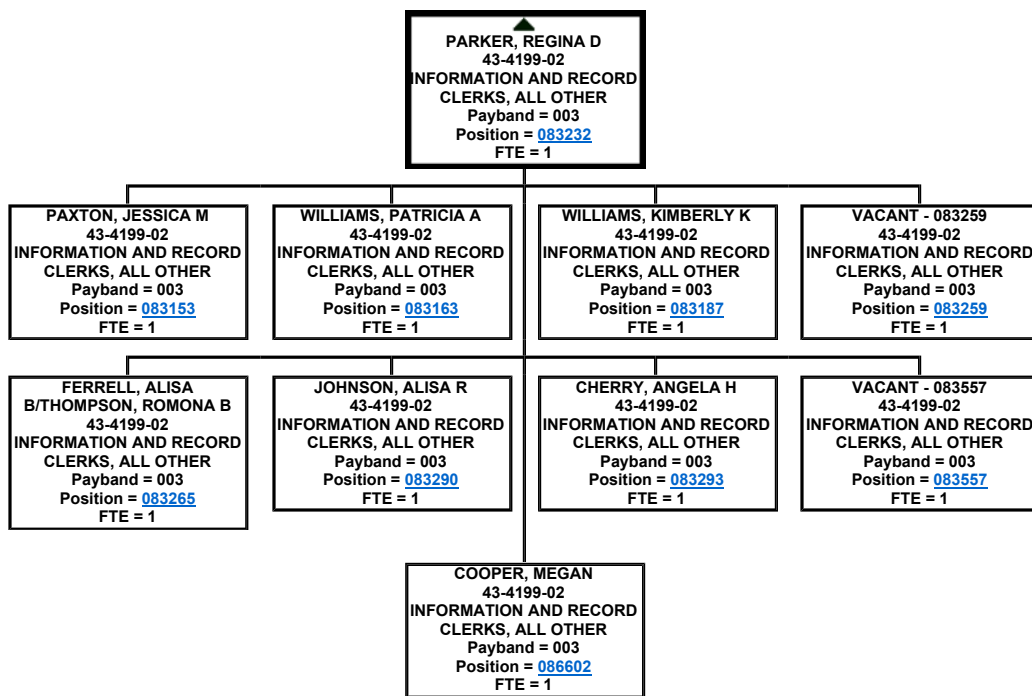 PARKER, REGINA D
43-4199-02
INFORMATION AND RECORD
CLERKS, ALL OTHER
Payband = 003
Position = 083232
FTE = 1
PAXTON, JESSICA M
43-4199-02
INFORMATION AND RECORD
CLERKS, ALL OTHER
Payband = 003
Position = 083153
FTE = 1
WILLIAMS, PATRICIA A
43-4199-02
INFORMATION AND RECORD
CLERKS, ALL OTHER
Payband = 003
Position = 083163
FTE = 1
WILLIAMS, KIMBERLY K
43-4199-02
INFORMATION AND RECORD
CLERKS, ALL OTHER
Payband = 003
Position = 083187
FTE = 1
VACANT - 083259
43-4199-02
INFORMATION AND RECORD
CLERKS, ALL OTHER
Payband = 003
Position = 083259
FTE = 1
FERRELL, ALISA
B/THOMPSON, ROMONA B
43-4199-02
INFORMATION AND RECORD
CLERKS, ALL OTHER
Payband = 003
Position = 083265
FTE = 1
JOHNSON, ALISA R
43-4199-02
INFORMATION AND RECORD
CLERKS, ALL OTHER
Payband = 003
Position = 083290
FTE = 1
CHERRY, ANGELA H
43-4199-02
INFORMATION AND RECORD
CLERKS, ALL OTHER
Payband = 003
Position = 083293
FTE = 1
VACANT - 083557
43-4199-02
INFORMATION AND RECORD
CLERKS, ALL OTHER
Payband = 003
Position = 083557
FTE = 1
COOPER, MEGAN
43-4199-02
INFORMATION AND RECORD
CLERKS, ALL OTHER
Payband = 003
Position = 086602
FTE = 1